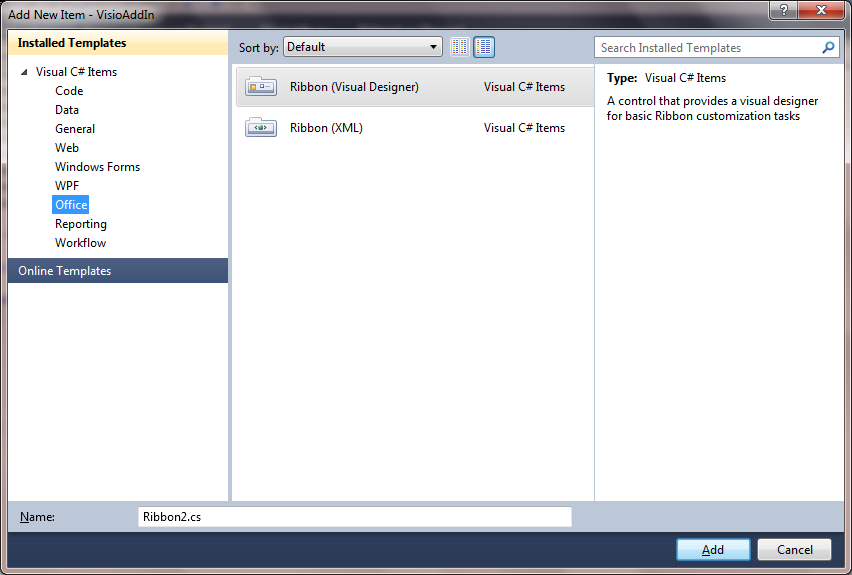 Add New Item - VisioAddIn
?
Installed Templates
Visual C# Items
Code
Data
General
Web
Windows Forms
WPF
Office
Reporting
Workflow
Online Templates
Sort by: Default
Ribbon (Visual Designer) Visual C# Items
Ribbon (XML) Visual C# Items
Search Installed Templates
Type: Visual C# Items
A control that provides a visual designer
for basic Ribbon customization tasks
Name: Ribbon2.cs
Add Cancel